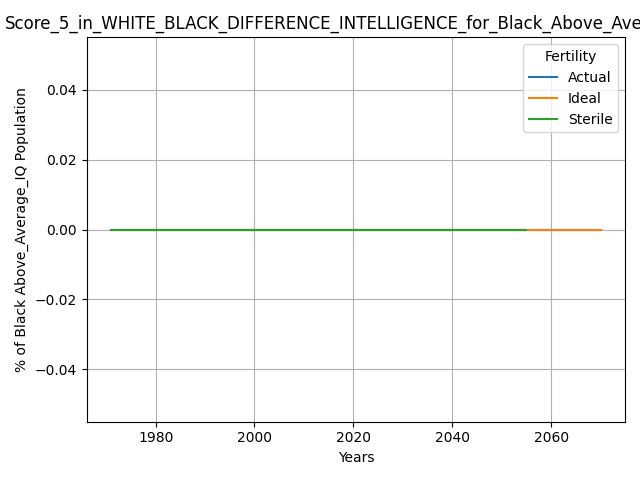 Score_5_in_WHITE_BLACK_DIFFERENCE_INTELLIGENCE_for_Black_Above_Ave
Fertility
Actual
Ideal
Sterile
% of Black Above_Average_IQ Population
0.04
0.02
0.00
−0.02
−0.04
1980 2000 2020 2040 2060
Years